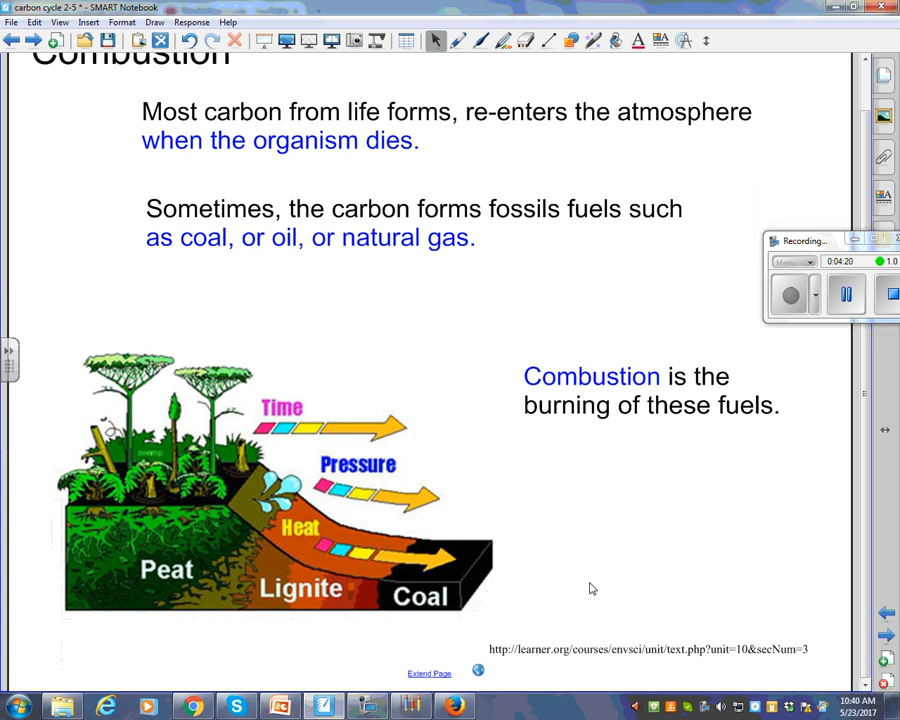 carbon cycle 2-5 * - SMART Notebook
File Edit View Insert Format Draw Response Help
Combustion
Most carbon from life forms, re-enters the atmosphere
when the organism dies.
Sometimes, the carbon forms fossils fuels such
as coal, or oil, or natural gas.
Recording...
Menu
0:04:20
1.0
Combustion is the
burning of these fuels.
Time
swamp
Pressure
Heat
Peat
Lignite
Coal
http://learner.org/courses/envsci/unit/text.php?unit=10&secNum=3
Extend Page
10:40 AM
5/23/2017